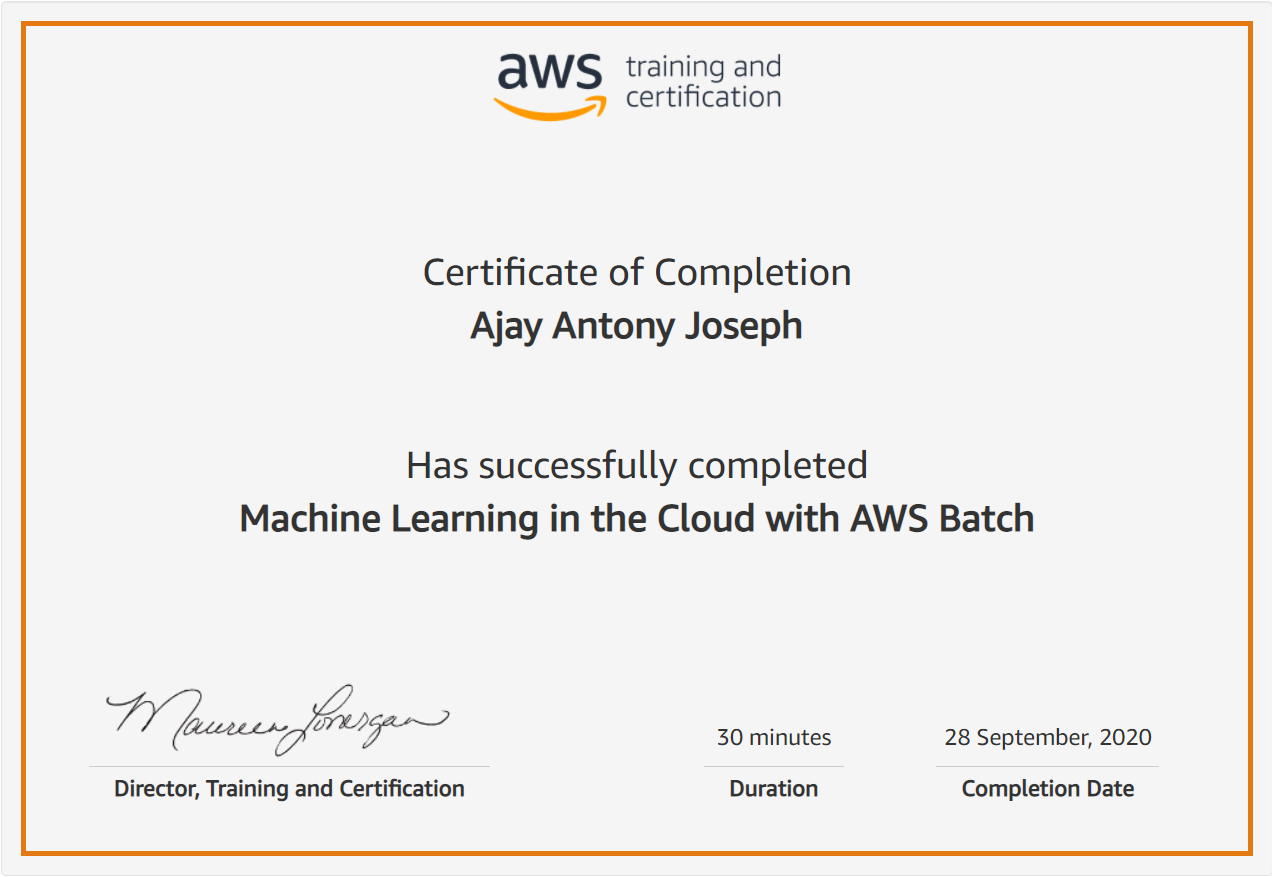 aws training and
certification
Certificate of Completion
Ajay Antony Joseph
Has successfully completed
Machine Learning in the Cloud with AWS Batch
Maureen Lonergan
30 minutes
28 September, 2020
Director, Training and Certification
Duration
Completion Date